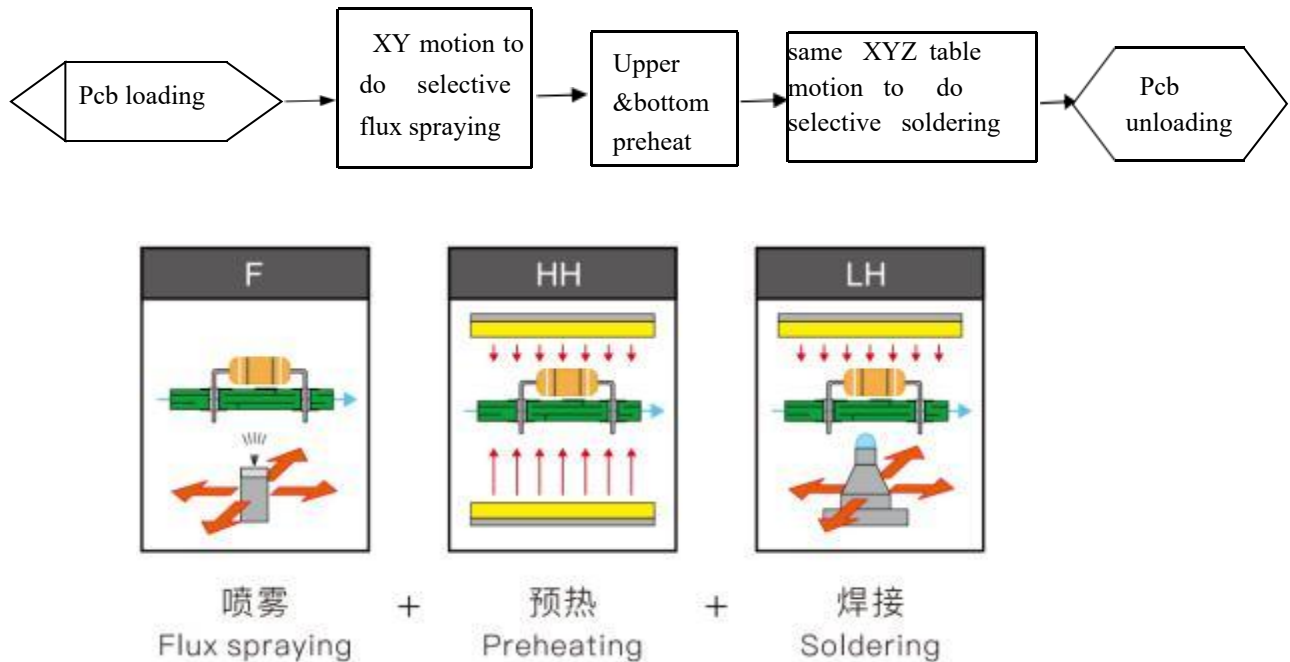 Pcb loading
XY motion to
do selective
flux spraying
Upper
&bottom
preheat
same XYZ table
motion to do
selective soldering
Pcb
unloading
F
HH
LH
喷雾 + 预热 + 焊接
Flux spraying Preheating Soldering